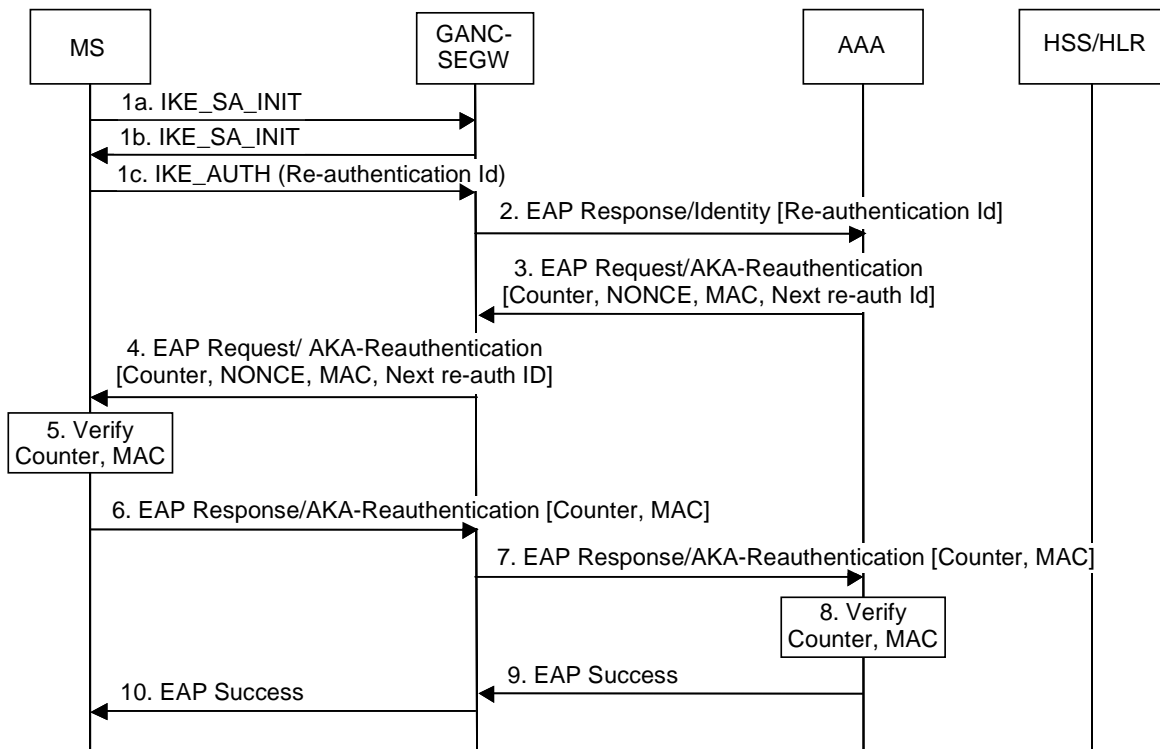 MS
GANC-
SEGW
AAA
HSS/HLR
1a. IKE_SA_INIT
1b. IKE_SA_INIT
1c. IKE_AUTH (Re-authentication Id)
2. EAP Response/Identity [Re-authentication Id]
3. EAP Request/AKA-Reauthentication
[Counter, NONCE, MAC, Next re-auth Id]
4. EAP Request/ AKA-Reauthentication
[Counter, NONCE, MAC, Next re-auth ID]
5. Verify
Counter, MAC
6. EAP Response/AKA-Reauthentication [Counter, MAC]
7. EAP Response/AKA-Reauthentication [Counter, MAC]
8. Verify
Counter, MAC
9. EAP Success
10. EAP Success